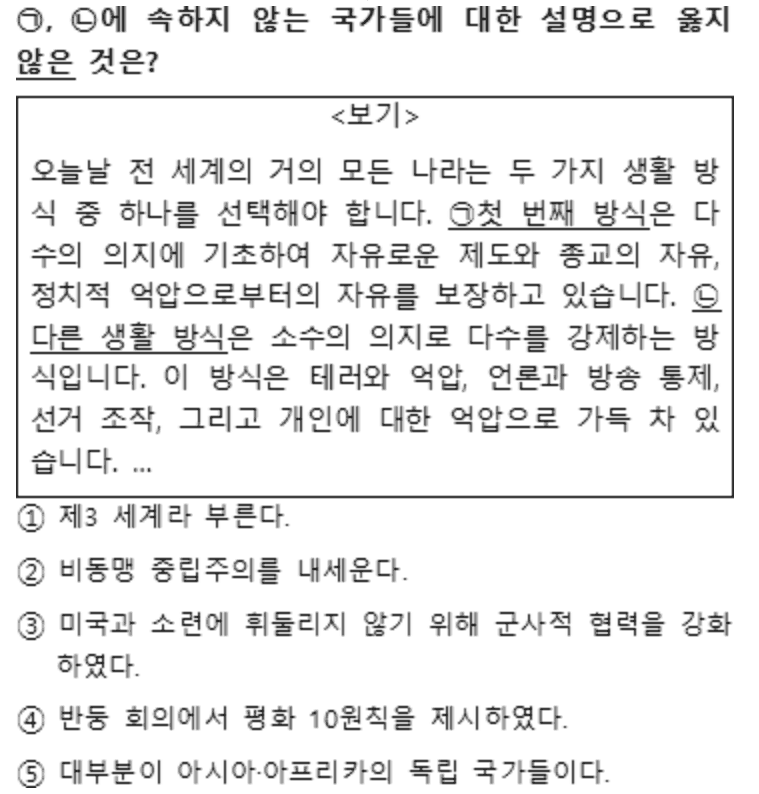 ㉠, ㉡에 속하지 않는 국가들에 대한 설명으로 옳지
않은 것은?
<보기>
오늘날 전 세계의 거의 모든 나라는 두 가지 생활 방
식 중 하나를 선택해야 합니다. ㉠첫 번째 방식은 다
수의 의지에 기초하여 자유로운 제도와 종교의 자유,
정치적 억압으로부터의 자유를 보장하고 있습니다. ㉡
다른 생활 방식은 소수의 의지로 다수를 강제하는 방
식입니다. 이 방식은 테러와 억압, 언론과 방송 통제,
선거 조작, 그리고 개인에 대한 억압으로 가득 차 있
습니다. ...
① 제3 세계라 부른다.
② 비동맹 중립주의를 내세운다.
③ 미국과 소련에 휘둘리지 않기 위해 군사적 협력을 강화
하였다.
④ 반둥 회의에서 평화 10원칙을 제시하였다.
⑤ 대부분이 아시아·아프리카의 독립 국가들이다.